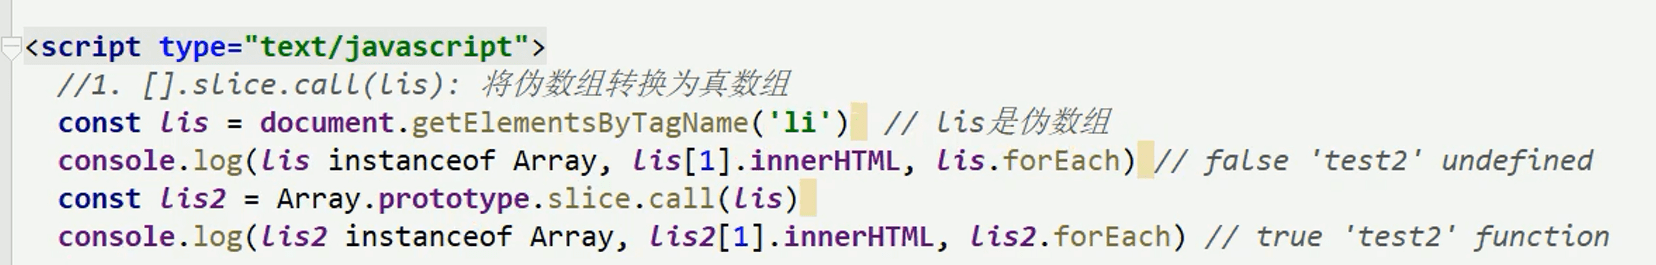 <script type="text/javascript">
//1. [].slice.call(lis): 将伪数组转换为真数组
const lis = document.getElementsByTagName('li') // lis是伪数组
console.log(lis instanceof Array, lis[1].innerHTML, lis.forEach) // false 'test2' undefined
const lis2 = Array.prototype.slice.call(lis)
console.log(lis2 instanceof Array, lis2[1].innerHTML, lis2.forEach) // true 'test2' function